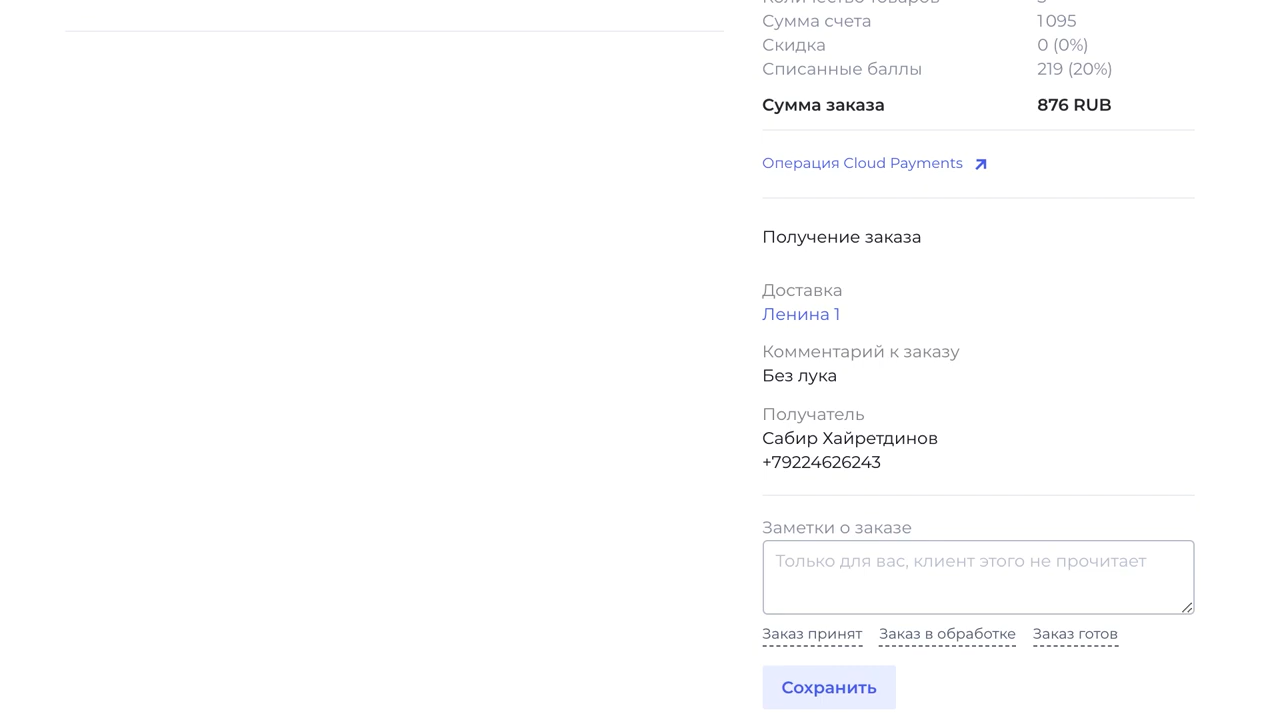 Количество товаров
Сумма счета 1 095
Скидка 0 (0%)
Списанные баллы 219 (20%)
Сумма заказа 876 RUB
Операция Cloud Payments
Получение заказа
Доставка
Ленина 1
Комментарий к заказу
Без лука
Получатель
Сабир Хайретдинов
+79224626243
Заметки о заказе
Только для вас, клиент этого не прочитает
Заказ принят Заказ в обработке Заказ готов
Сохранить